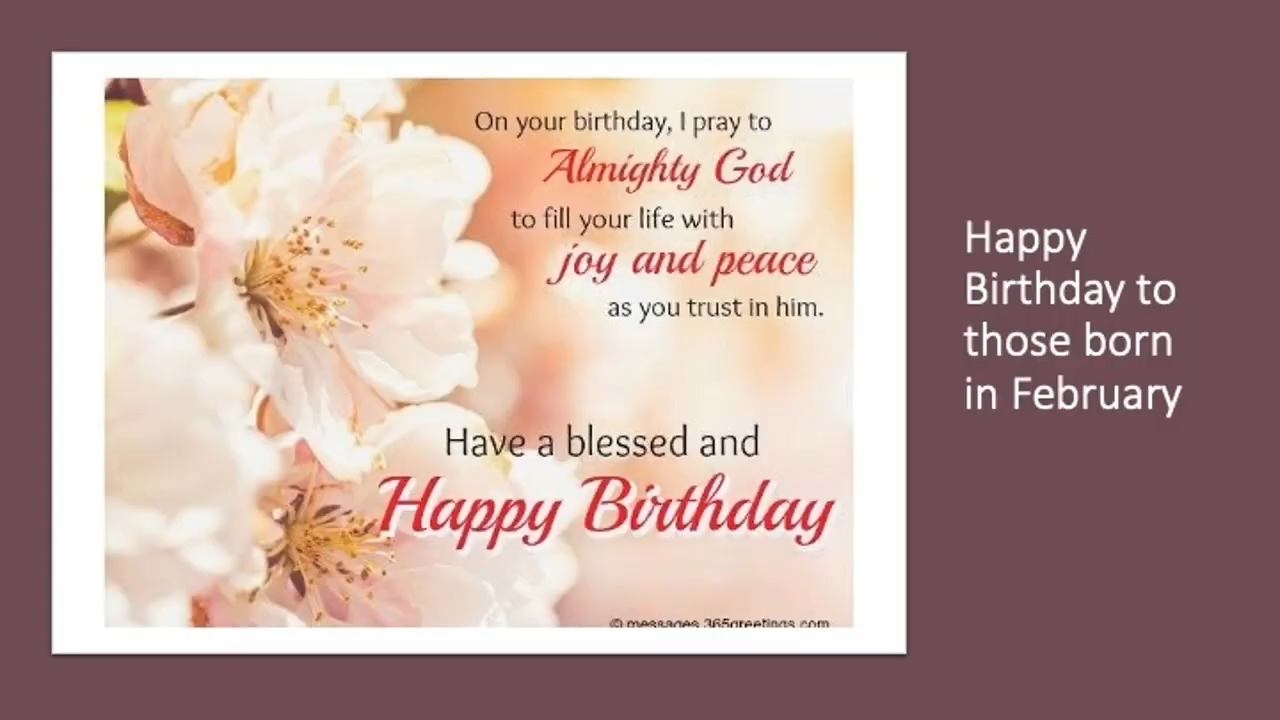 On your birthday, I pray to
Almighty God
to fill your life with
joy and peace
as you trust in him.
Have a blessed and
Happy Birthday
© messages.365greetings.com
Happy
Birthday to
those born
in February